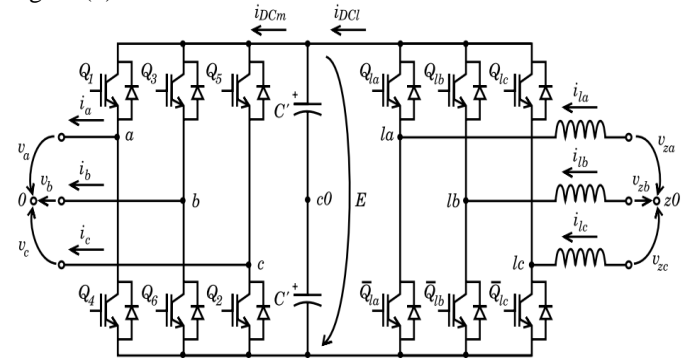 i_DCm i_DCl
Q_1 Q_3 Q_5 Q_la Q_lb Q_lc
i_a + C' i_la
v_a a la v_za
i_b i_lb
0 v_b b c0 E lb v_zb z0
i_c i_lc
v_c c lc v_zc
Q_4 Q_6 Q_2 + C' Q̅_la Q̅_lb Q̅_lc